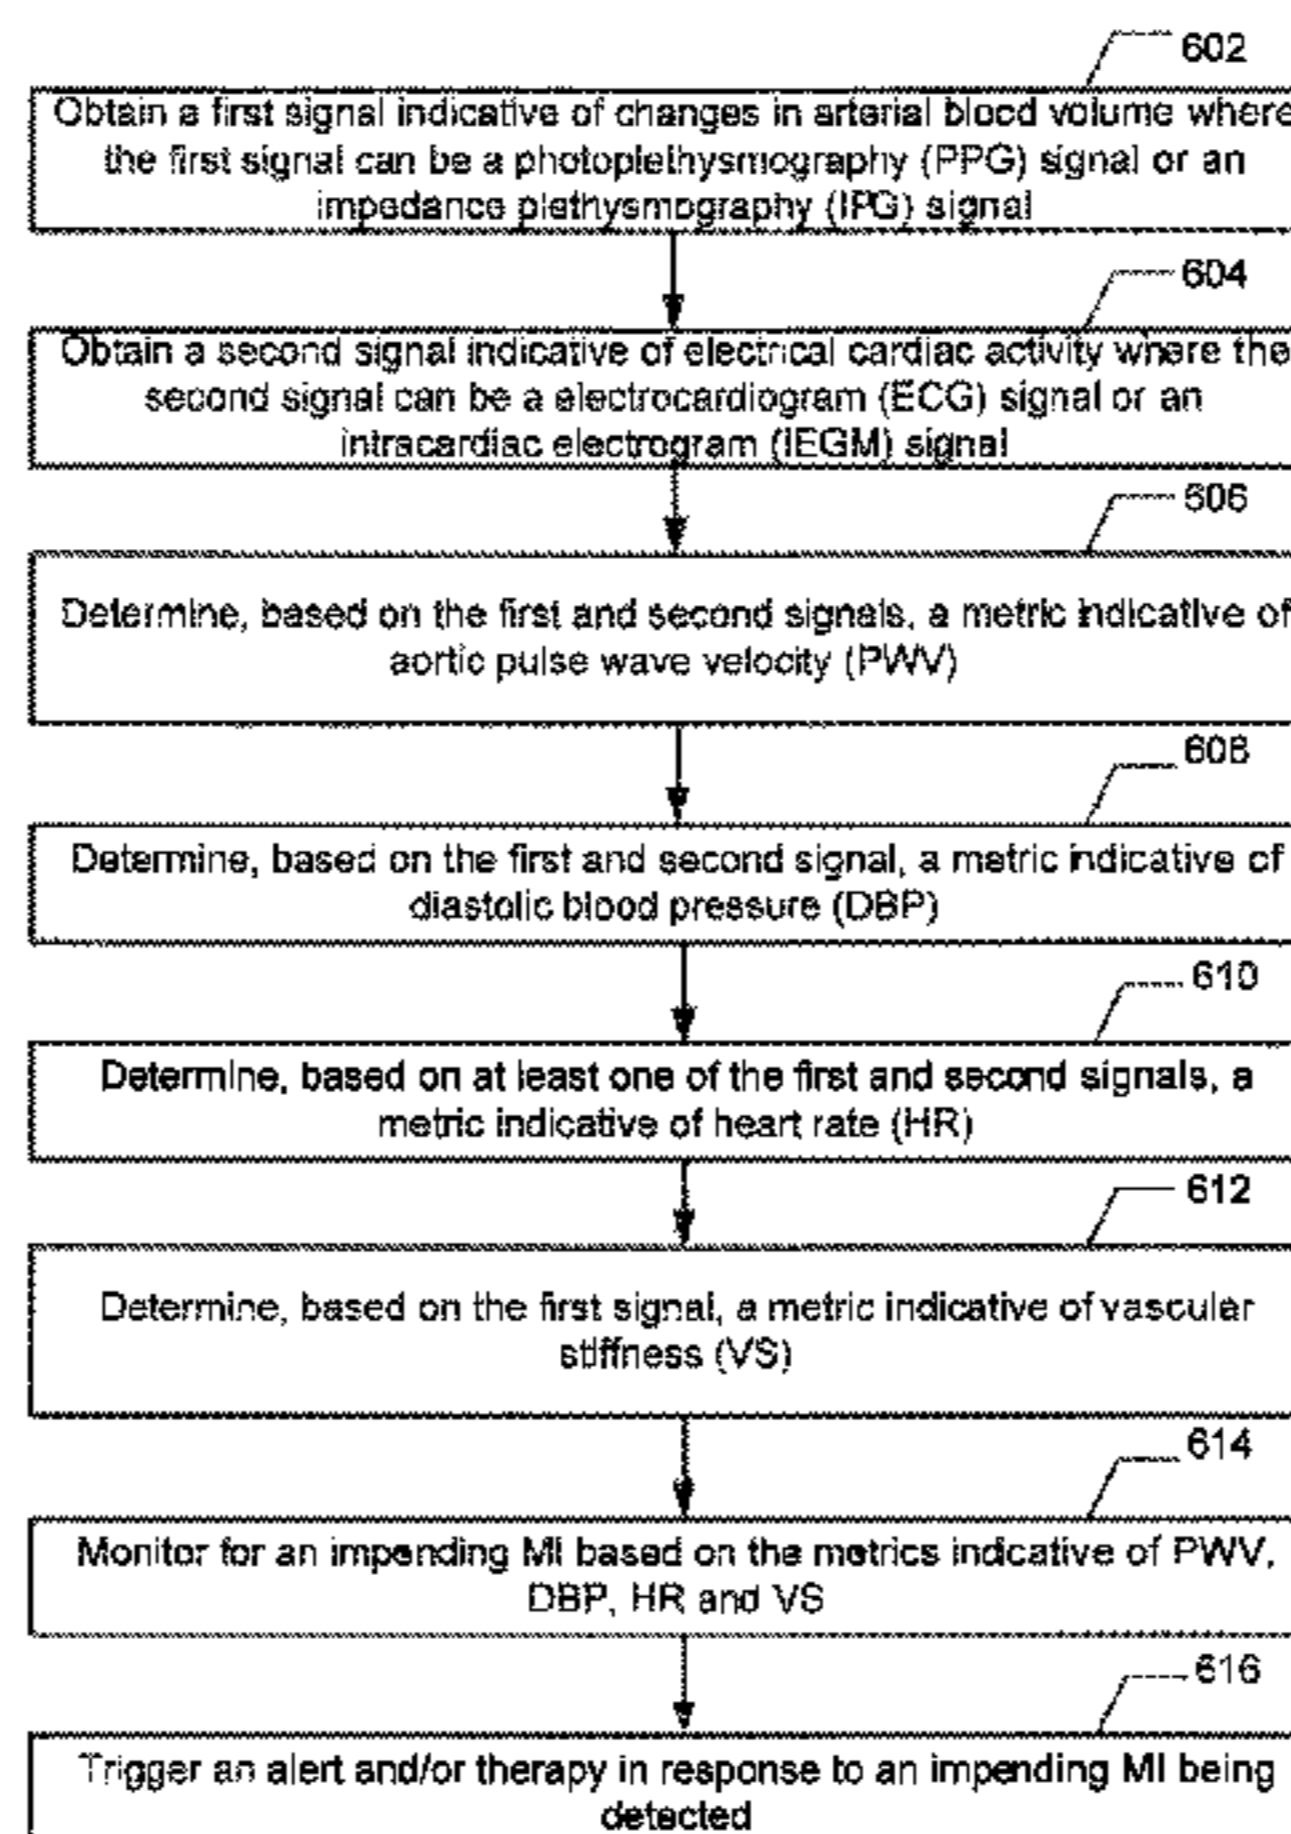 602
Obtain a first signal indicative of changes in arterial blood volume where
the first signal can be a photoplethysmography (PPG) signal or an
impedance plethysmography (IPG) signal
604
Obtain a second signal indicative of electrical cardiac activity where the
second signal can be a electrocardiogram (ECG) signal or an
intracardiac electrogram (IEGM) signal
606
Determine, based on the first and second signals, a metric indicative of
aortic pulse wave velocity (PWV)
608
Determine, based on the first and second signal, a metric indicative of
diastolic blood pressure (DBP)
610
Determine, based on at least one of the first and second signals, a
metric indicative of heart rate (HR)
612
Determine, based on the first signal, a metric indicative of vascular
stiffness (VS)
614
Monitor for an impending MI based on the metrics indicative of PWV,
DBP, HR and VS
616
Trigger an alert and/or therapy in response to an impending MI being
detected